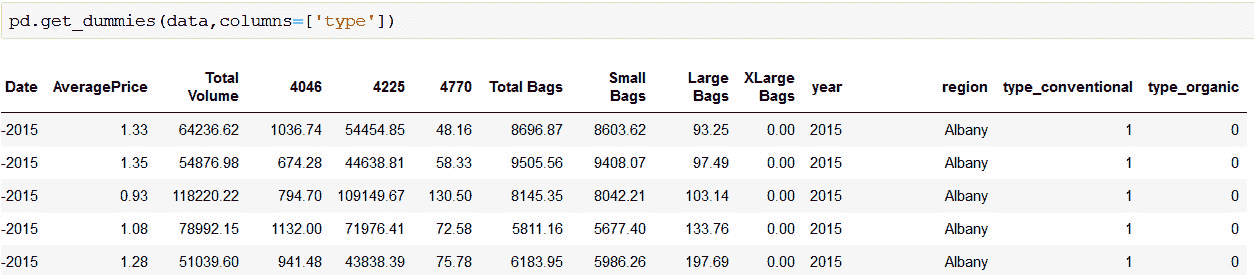 pd.get_dummies(data,columns=['type'])
Date AveragePrice Total Volume 4046 4225 4770 Total Bags Small Bags Large Bags XLarge Bags year region type_conventional type_organic
-2015 1.33 64236.62 1036.74 54454.85 48.16 8696.87 8603.62 93.25 0.00 2015 Albany 1 0
-2015 1.35 54876.98 674.28 44638.81 58.33 9505.56 9408.07 97.49 0.00 2015 Albany 1 0
-2015 0.93 118220.22 794.70 109149.67 130.50 8145.35 8042.21 103.14 0.00 2015 Albany 1 0
-2015 1.08 78992.15 1132.00 71976.41 72.58 5811.16 5677.40 133.76 0.00 2015 Albany 1 0
-2015 1.28 51039.60 941.48 43838.39 75.78 6183.95 5986.26 197.69 0.00 2015 Albany 1 0